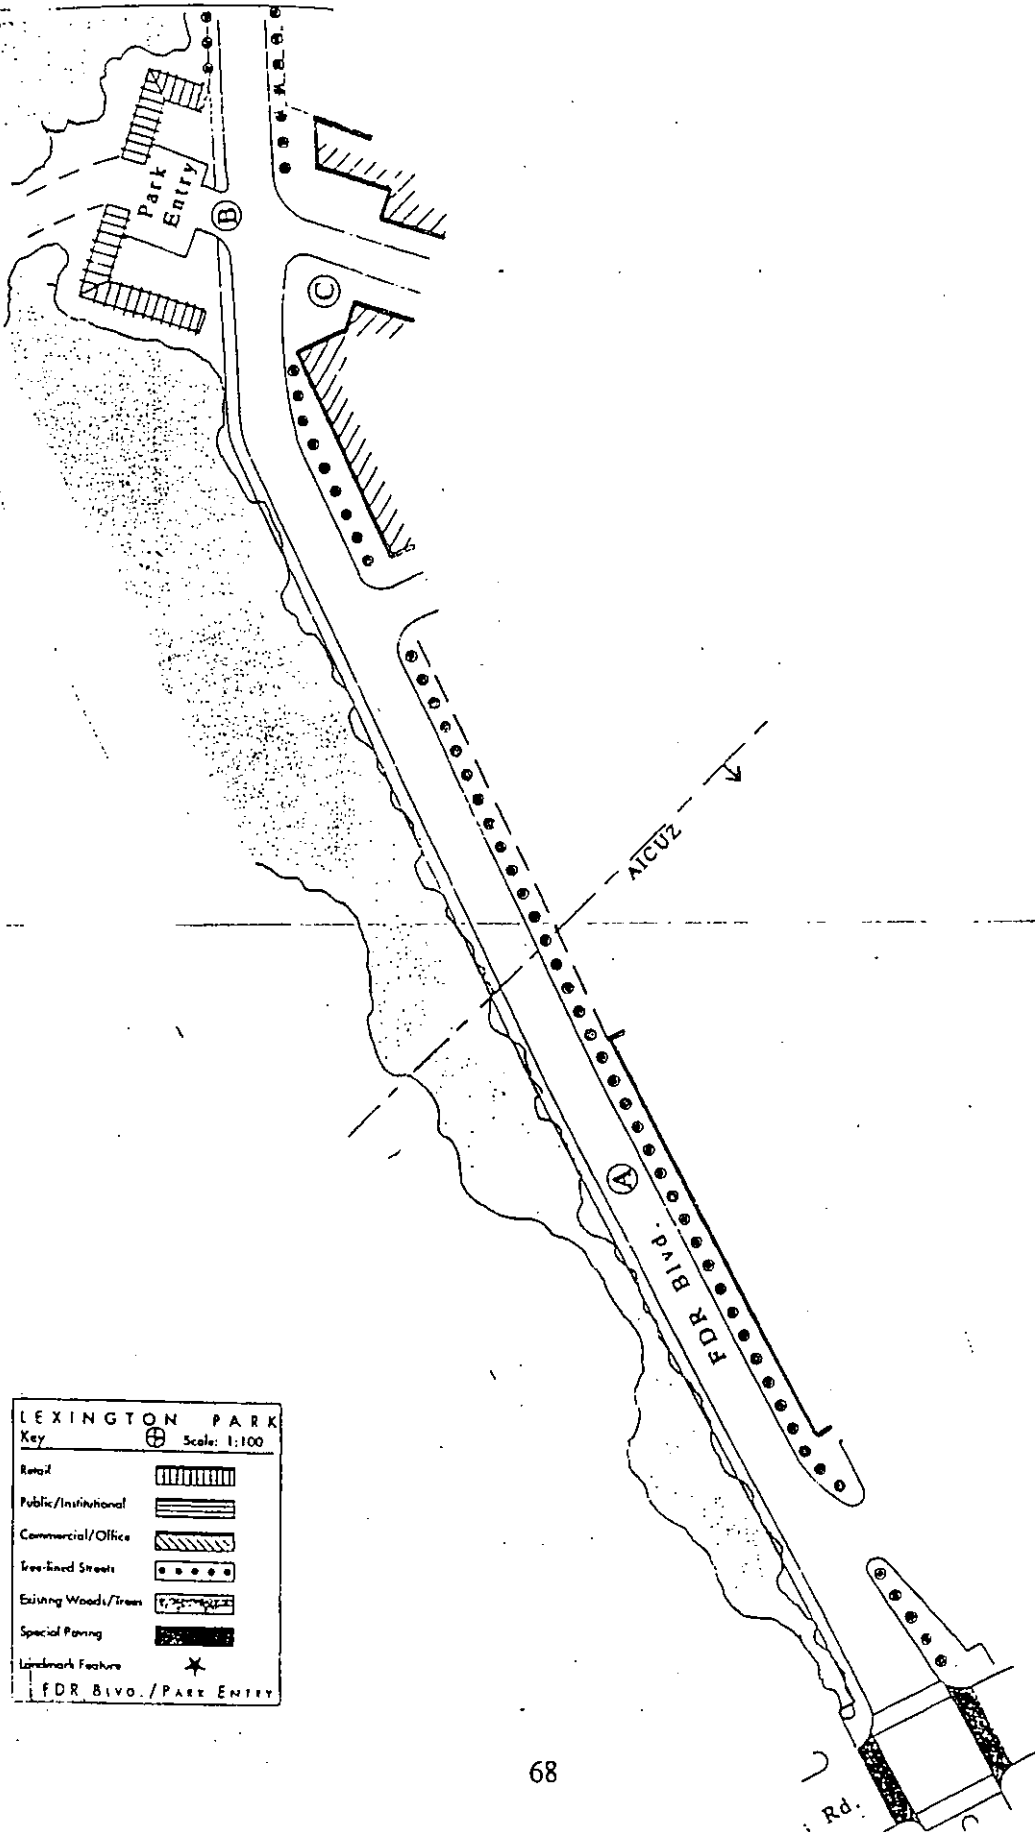 Park
Entry
B
C
AICUZ
A
FDR Blvd.
LEXINGTON PARK
Key Scale: 1:100
Retail
Public/Institutional
Commercial/Office
Tree-lined Streets
Existing Woods/Trees
Special Paving
Landmark Feature
FDR BLVD./PARK ENTRY
68
Rd.